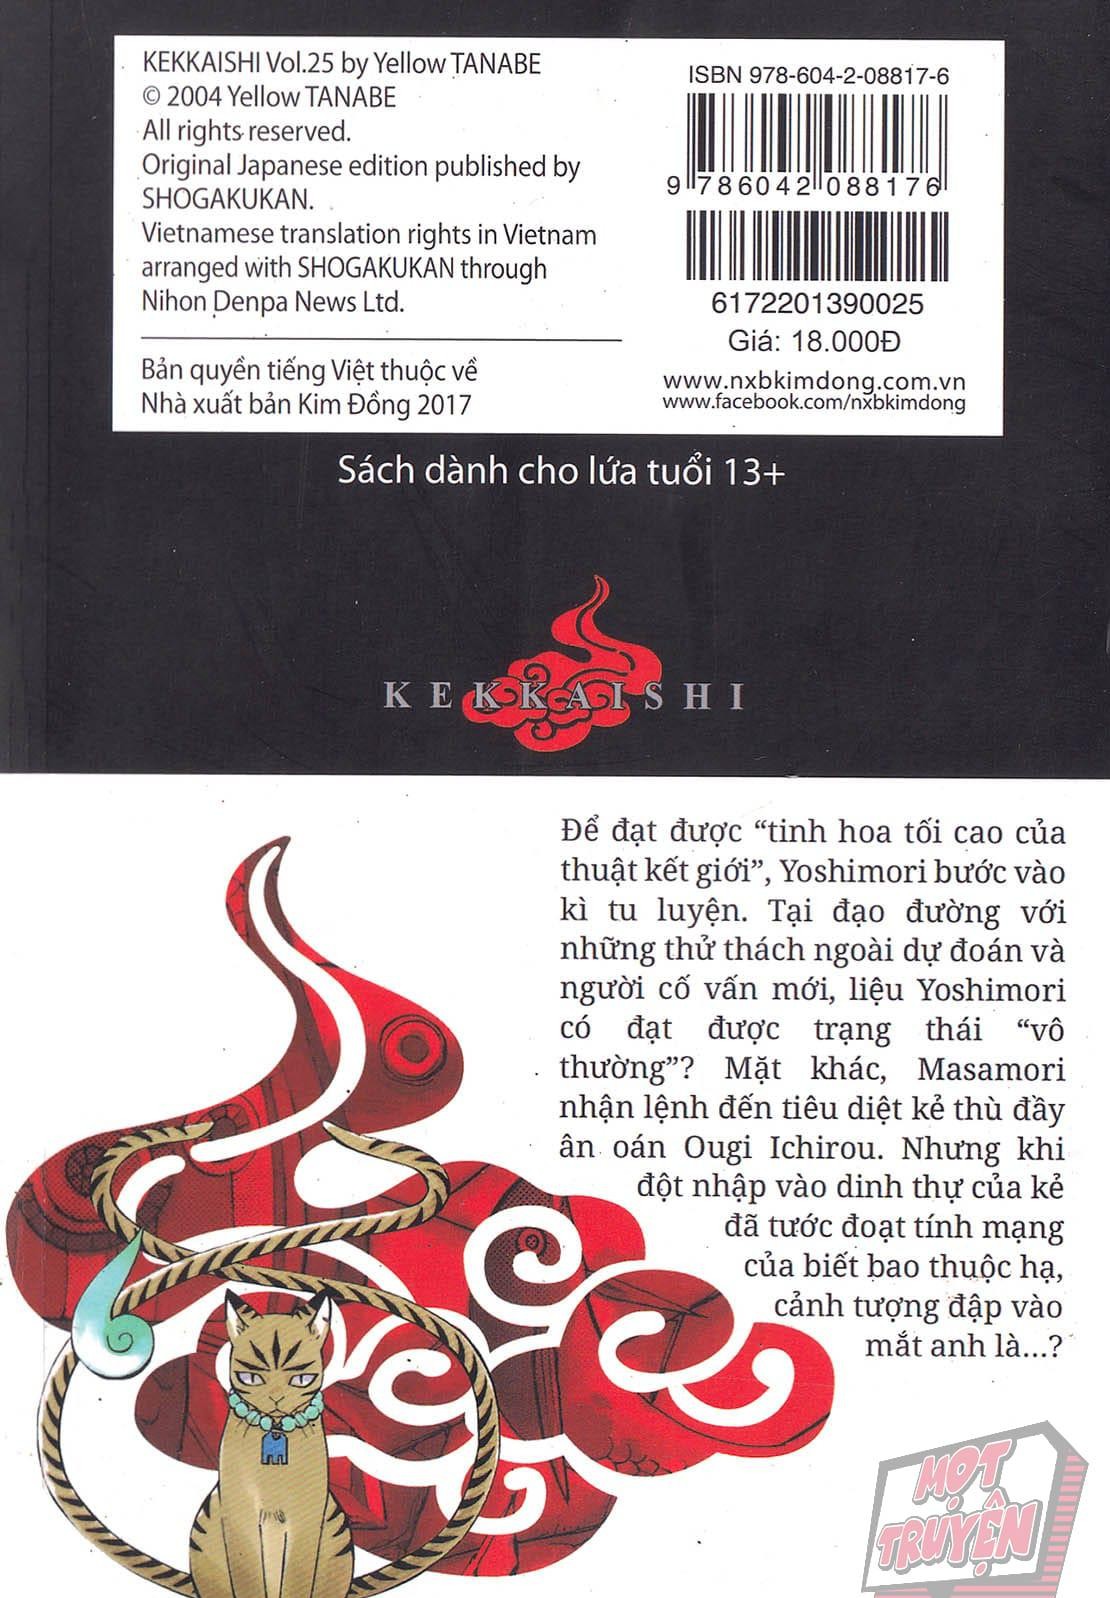 KEKKAISHI Vol.25 by Yellow TANABE
© 2004 Yellow TANABE
All rights reserved.
Original Japanese edition published by
SHOGAKUKAN.
Vietnamese translation rights in Vietnam
arranged with SHOGAKUKAN through
Nihon Denpa News Ltd.
Bản quyền tiếng Việt thuộc về
Nhà xuất bản Kim Đồng 2017
ISBN 978-604-2-08817-6
9 786042 088176
6172201390025
Giá: 18.000Đ
www.nxbkimdong.com.vn
www.facebook.com/nxbkimdong
Sách dành cho lứa tuổi 13+
KEKKAISHI
Để đạt được “tinh hoa tối cao của
thuật kết giới”, Yoshimori bước vào
kì tu luyện. Tại đạo đường với
những thử thách ngoài dự đoán và
người cố vấn mới, liệu Yoshimori
có đạt được trạng thái “vô
thường”? Mặt khác, Masamori
nhận lệnh đến tiêu diệt kẻ thù đầy
ân oán Ougi Ichirou. Nhưng khi
đột nhập vào dinh thự của kẻ
đã tước đoạt tính mạng
của biết bao thuộc hạ,
cảnh tượng đập vào
mắt anh là...?
MỌT
TRUYỆN